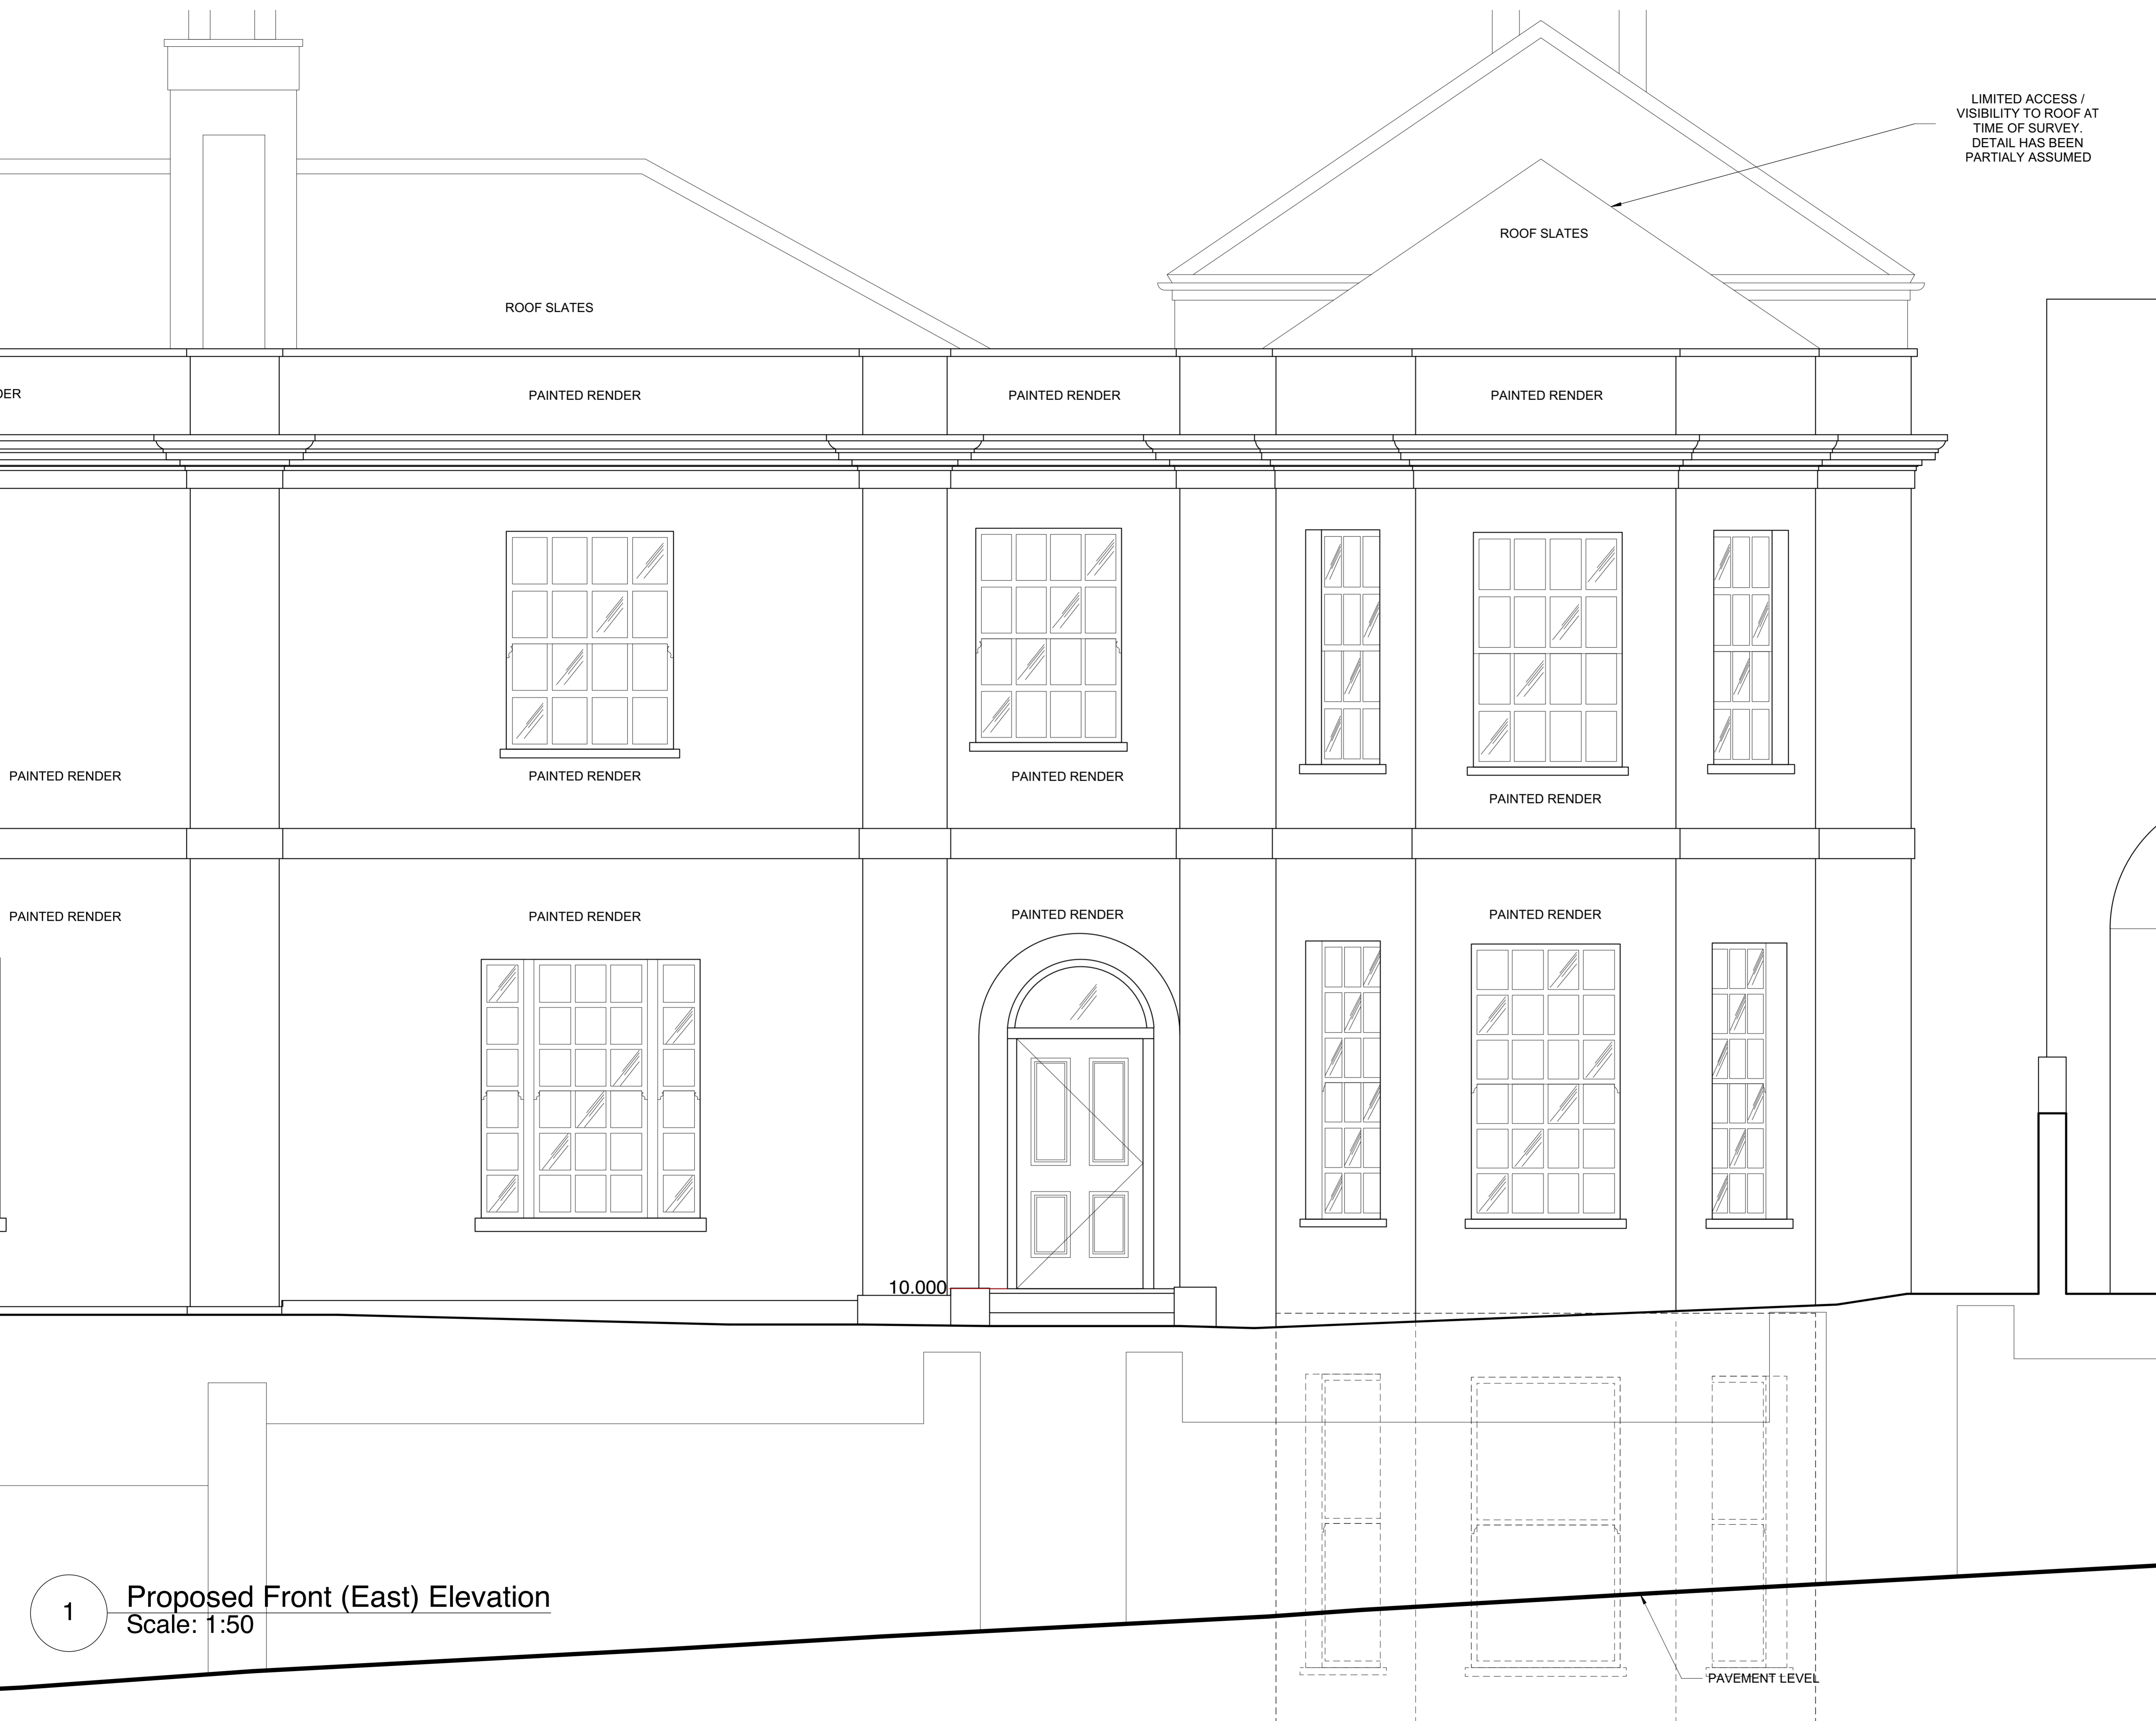 LIMITED ACCESS /
VISIBILITY TO ROOF AT
TIME OF SURVEY.
DETAIL HAS BEEN
PARTIALY ASSUMED
ROOF SLATES
ROOF SLATES
DER
PAINTED RENDER
PAINTED RENDER
PAINTED RENDER
PAINTED RENDER
PAINTED RENDER
PAINTED RENDER
PAINTED RENDER
PAINTED RENDER
PAINTED RENDER
PAINTED RENDER
PAINTED RENDER
10.000
1
Proposed Front (East) Elevation
Scale: 1:50
PAVEMENT LEVEL